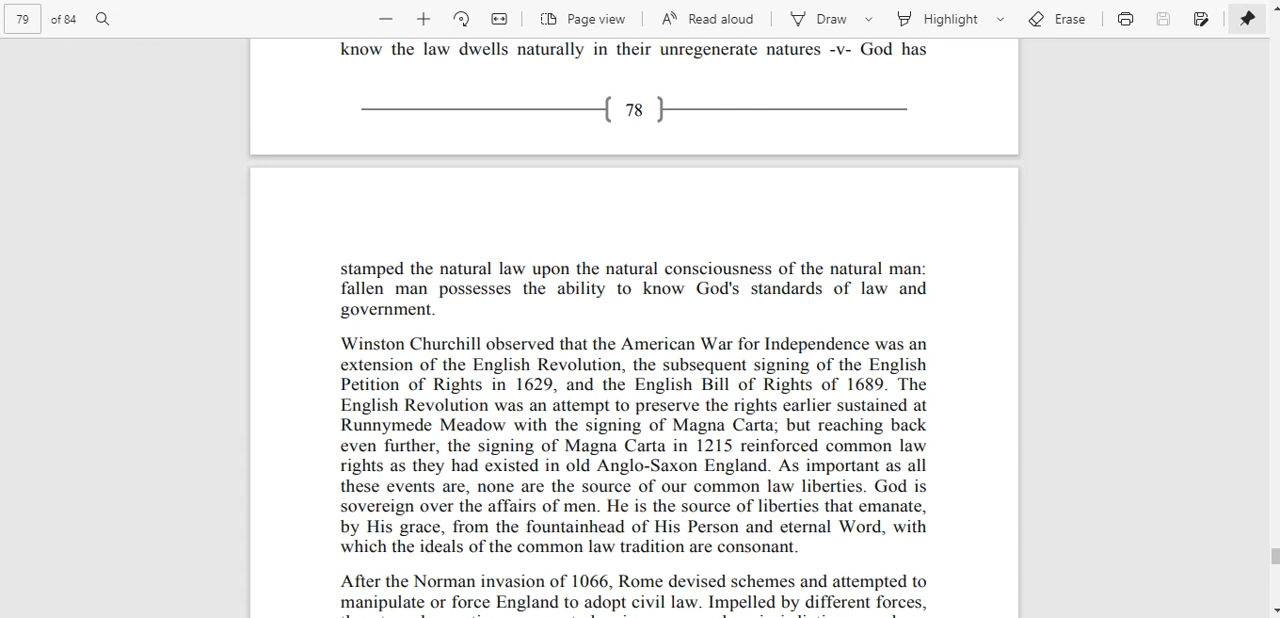 79 of 84 Page view Read aloud Draw Highlight Erase
know the law dwells naturally in their unregenerate natures -v- God has
78
stamped the natural law upon the natural consciousness of the natural man:
fallen man possesses the ability to know God's standards of law and
government.
Winston Churchill observed that the American War for Independence was an
extension of the English Revolution, the subsequent signing of the English
Petition of Rights in 1629, and the English Bill of Rights of 1689. The
English Revolution was an attempt to preserve the rights earlier sustained at
Runnymede Meadow with the signing of Magna Carta; but reaching back
even further, the signing of Magna Carta in 1215 reinforced common law
rights as they had existed in old Anglo-Saxon England. As important as all
these events are, none are the source of our common law liberties. God is
sovereign over the affairs of men. He is the source of liberties that emanate,
by His grace, from the fountainhead of His Person and eternal Word, with
which the ideals of the common law tradition are consonant.
After the Norman invasion of 1066, Rome devised schemes and attempted to
manipulate or force England to adopt civil law. Impelled by different forces,